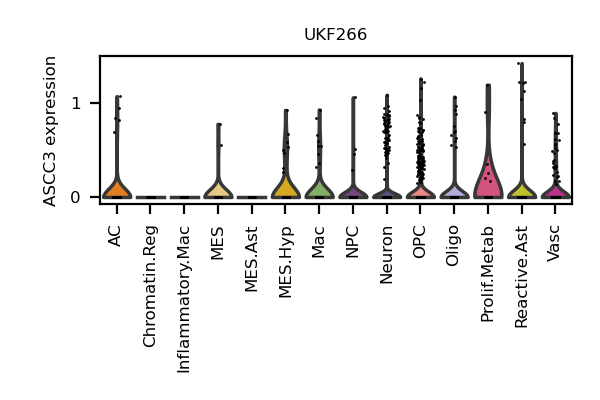 UKF266
ASCC3 expression
1
0
AC
Chromatin.Reg
Inflammatory.Mac
MES
MES.Ast
MES.Hyp
Mac
NPC
Neuron
OPC
Oligo
Prolif.Metab
Reactive.Ast
Vasc